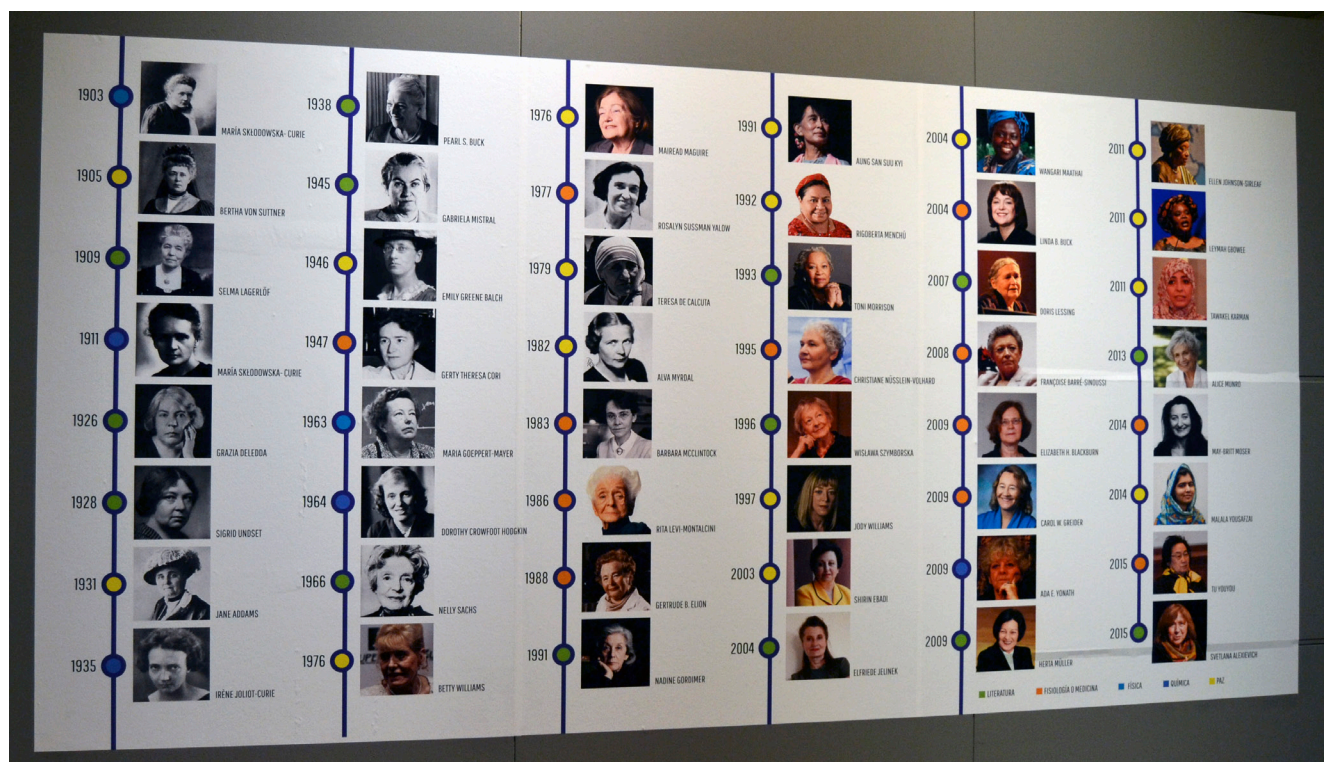 1903
MARÍA SKŁODOWSKA- CURIE
1905
BERTHA VON SUTTNER
1909
SELMA LAGERLÖF
1911
MARÍA SKŁODOWSKA- CURIE
1926
GRAZIA DELEDDA
1928
SIGRID UNDSET
1931
JANE ADDAMS
1935
IRÈNE JOLIOT-CURIE
1938
PEARL S. BUCK
1945
GABRIELA MISTRAL
1946
EMILY GREENE BALCH
1947
GERTY THERESA CORI
1963
MARIA GOEPPERT-MAYER
1964
DOROTHY CROWFOOT HODGKIN
1966
NELLY SACHS
1976
BETTY WILLIAMS
1976
MAIREAD MAGUIRE
1977
ROSALYN SUSSMAN YALOW
1979
TERESA DE CALCUTA
1982
ALVA MYRDAL
1983
BARBARA MCCLINTOCK
1986
RITA LEVI-MONTALCINI
1988
GERTRUDE B. ELION
1991
NADINE GORDIMER
1991
AUNG SAN SUU KYI
1992
RIGOBERTA MENCHÚ
1993
TONI MORRISON
1995
CHRISTIANE NÜSSLEIN-VOLHARD
1996
WISŁAWA SZYMBORSKA
1997
JODY WILLIAMS
2003
SHIRIN EBADI
2004
ELFRIEDE JELINEK
2004
WANGARI MAATHAI
2004
LINDA B. BUCK
2007
DORIS LESSING
2008
FRANÇOISE BARRÉ-SINOUSSI
2009
ELIZABETH H. BLACKBURN
2009
CAROL W. GREIDER
2009
ADA E. YONATH
2009
HERTA MÜLLER
2011
ELLEN JOHNSON-SIRLEAF
2011
LEYMAH GBOWEE
2011
TAWAKEL KARMAN
2013
ALICE MUNRO
2014
MAY-BRITT MOSER
2014
MALALA YOUSAFZAI
2015
TU YOUYOU
2015
SVETLANA ALEXIEVICH
LITERATURA FISIOLOGÍA O MEDICINA FÍSICA QUÍMICA PAZ